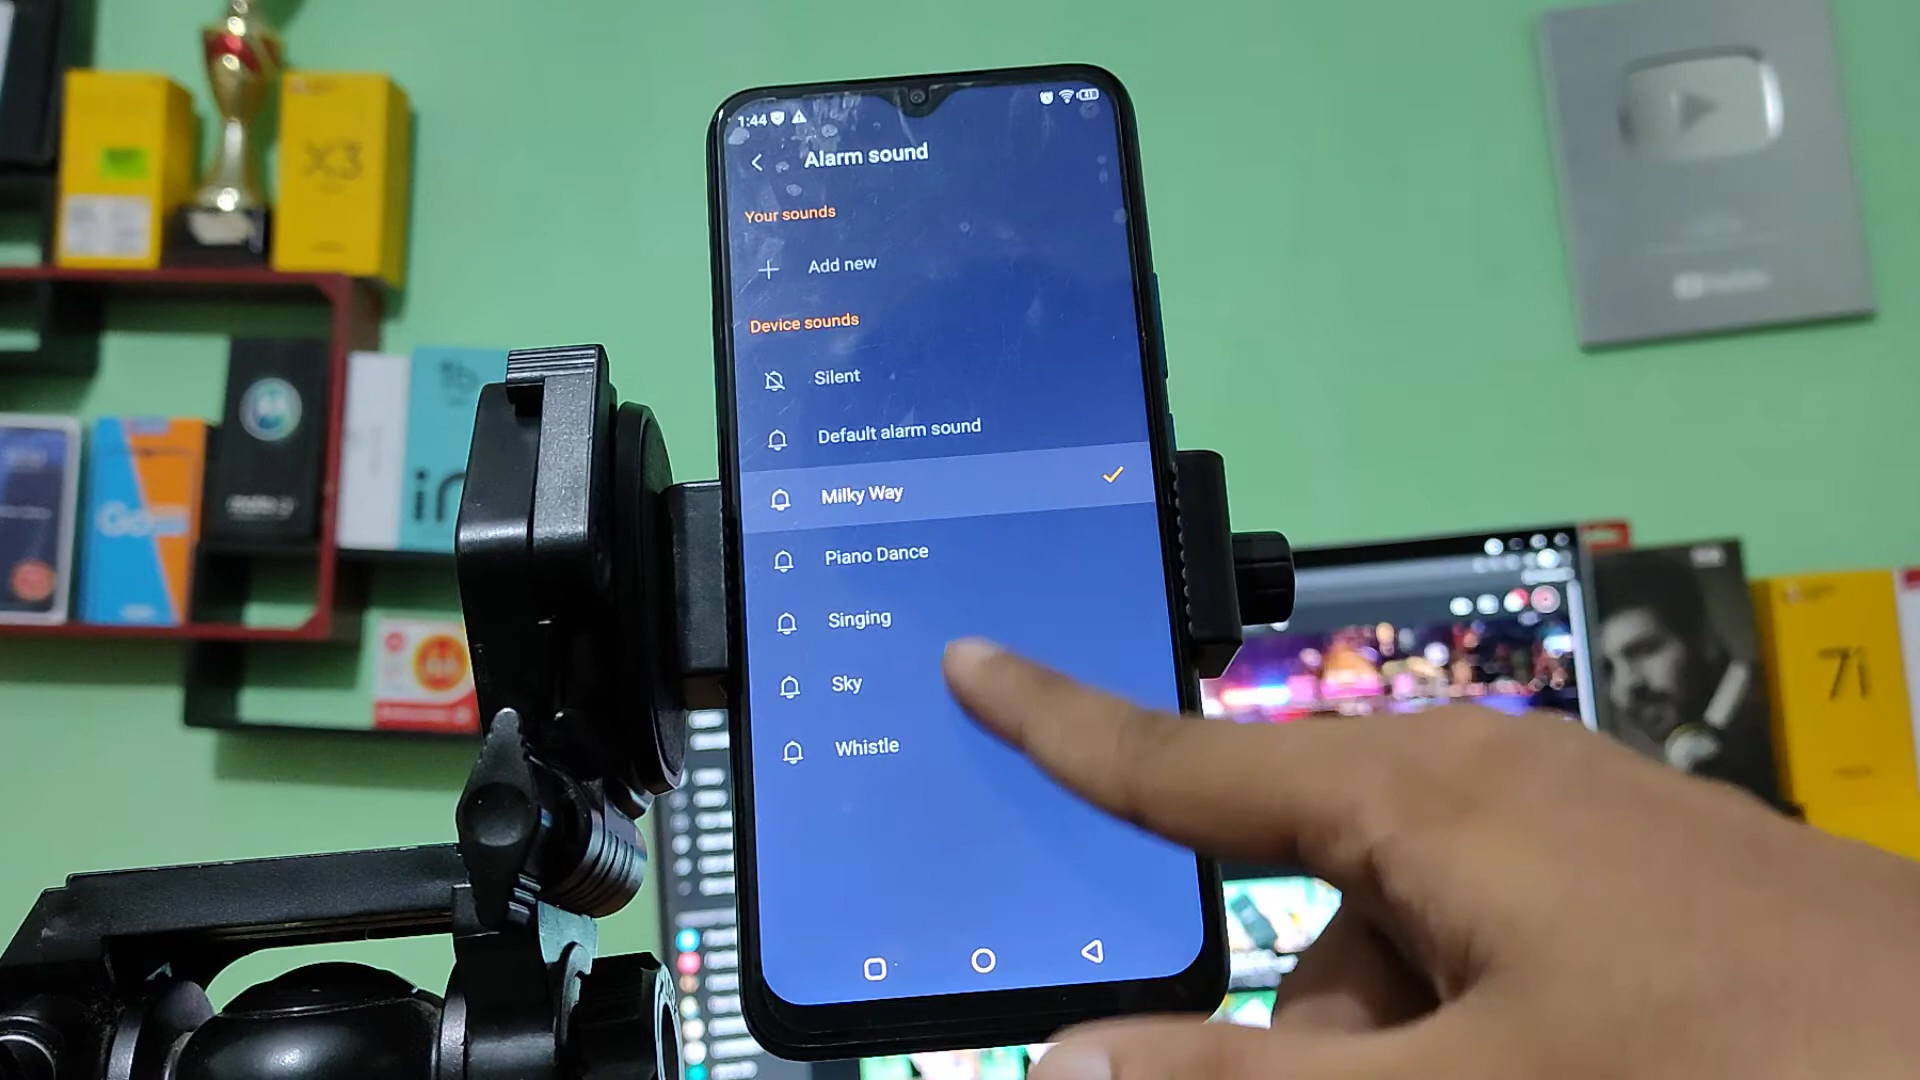 1:44
41
Alarm sound
Your sounds
Add new
Device sounds
Silent
Default alarm sound
Milky Way
Piano Dance
Singing
Sky
Whistle
X3
7i